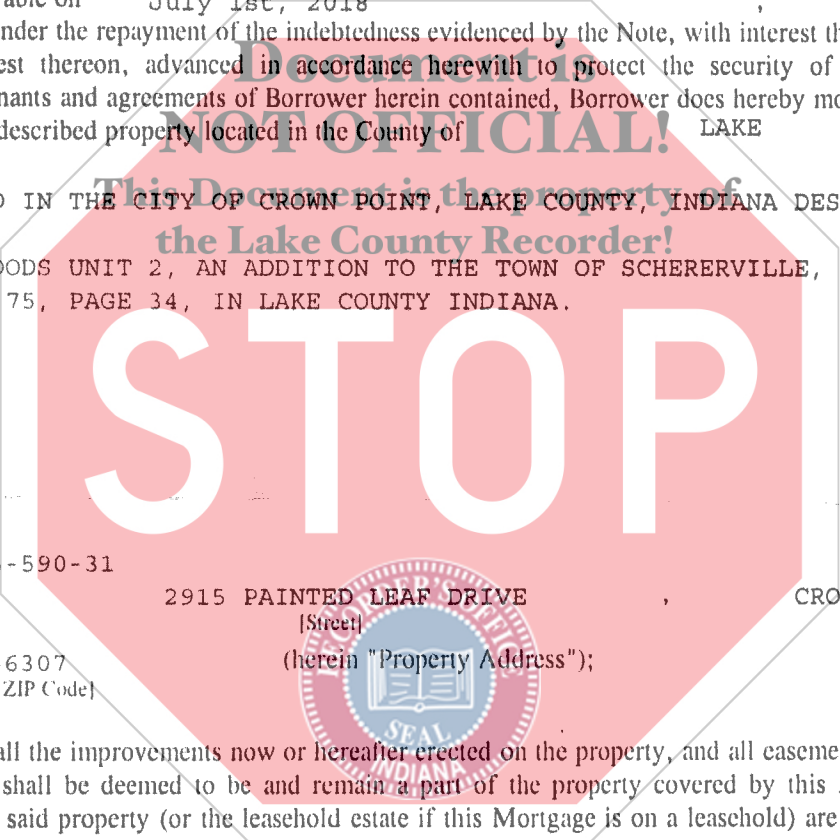 July 1st, 2018 ,
nder the repayment of the indebtedness evidenced by the Note, with interest th
est thereon, advanced in accordance herewith to protect the security of
Document is
nants and agreements of Borrower herein contained, Borrower does hereby mo
described property located in the County of LAKE
NOT OFFICIAL!
This Document is the property of
IN THE CITY OF CROWN POINT, LAKE COUNTY, INDIANA DES
the Lake County Recorder!
OODS UNIT 2, AN ADDITION TO THE TOWN OF SCHERERVILLE,
75, PAGE 34, IN LAKE COUNTY INDIANA.
STOP
-590-31
2915 PAINTED LEAF DRIVE , CRO
[Street]
6307 (herein "Property Address");
ZIP Code]
RECORDER'S OFFICE
SEAL
INDIANA
all the improvements now or hereafter erected on the property, and all easeme
shall be deemed to be and remain a part of the property covered by this
said property (or the leasehold estate if this Mortgage is on a leasehold) are